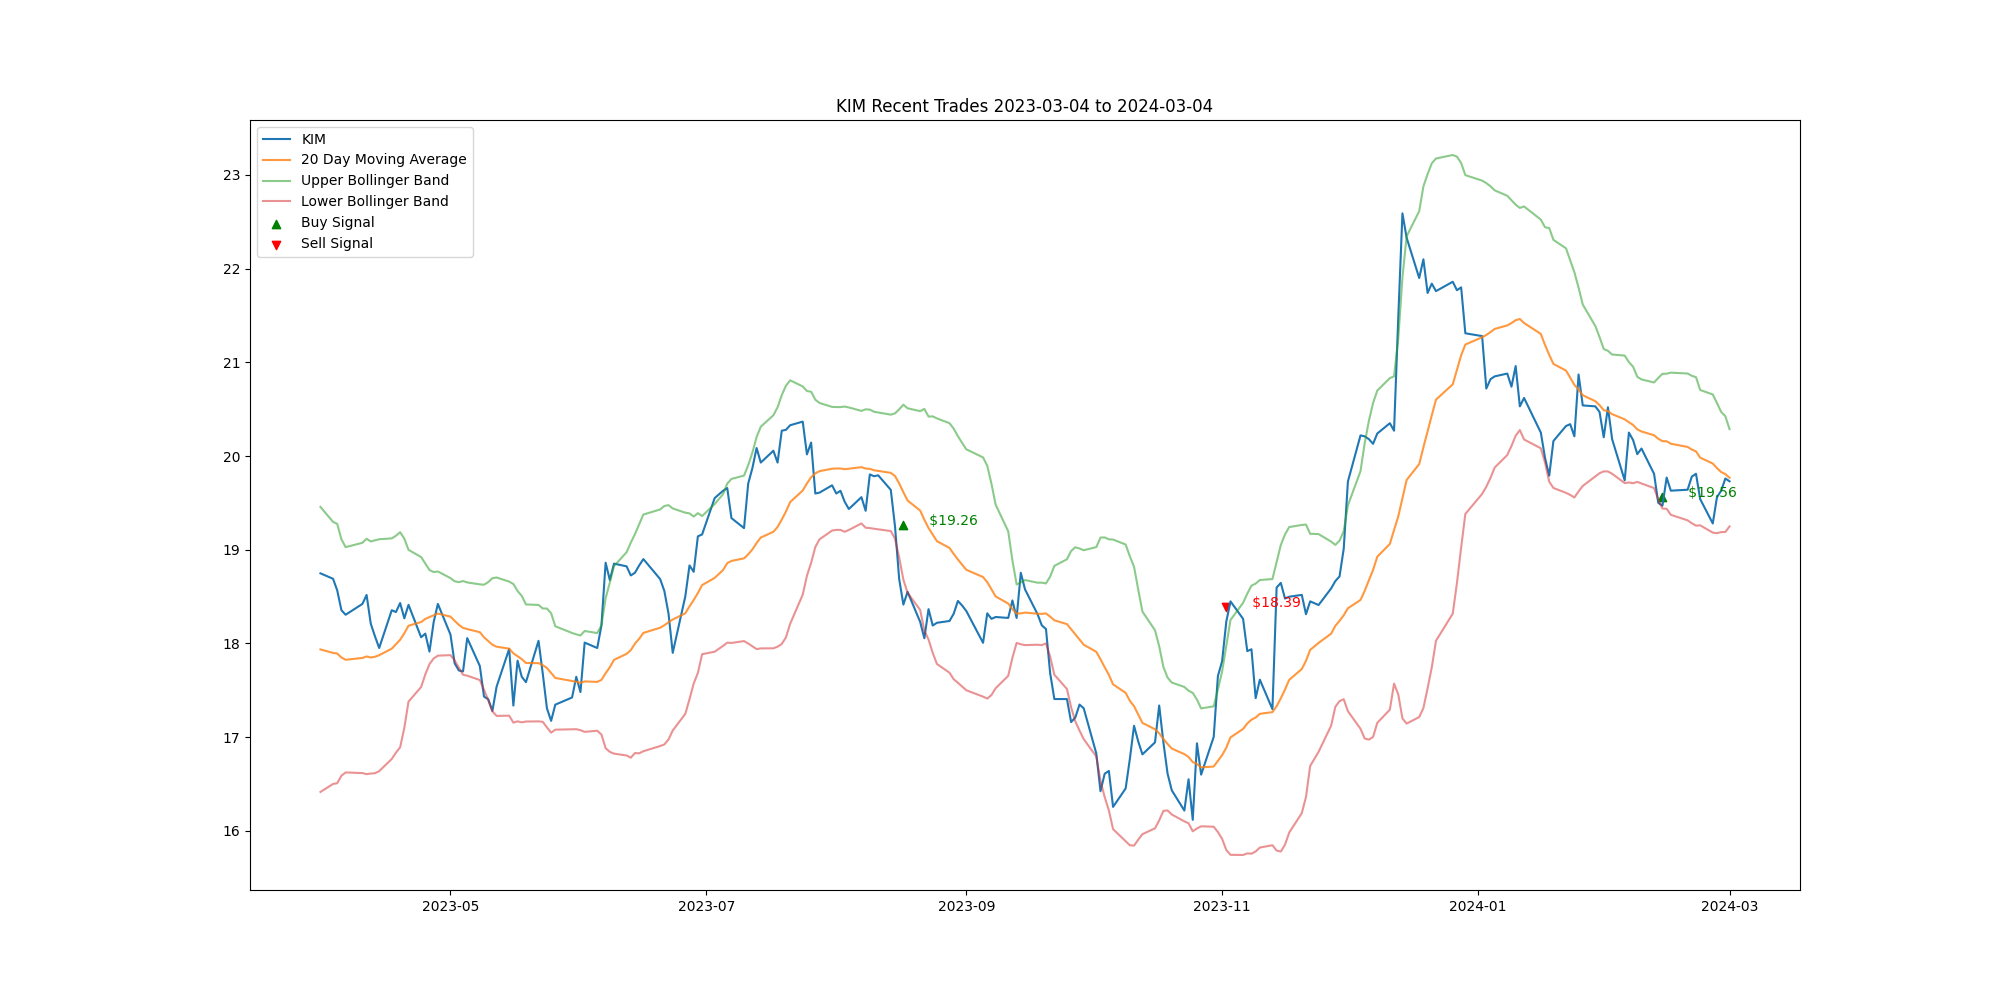 KIM Recent Trades 2023-03-04 to 2024-03-04
KIM
20 Day Moving Average
Upper Bollinger Band
Lower Bollinger Band
Buy Signal
Sell Signal
23
22
21
20
19
18
17
16
$19.26
$18.39
$19.56
2023-05
2023-07
2023-09
2023-11
2024-01
2024-03